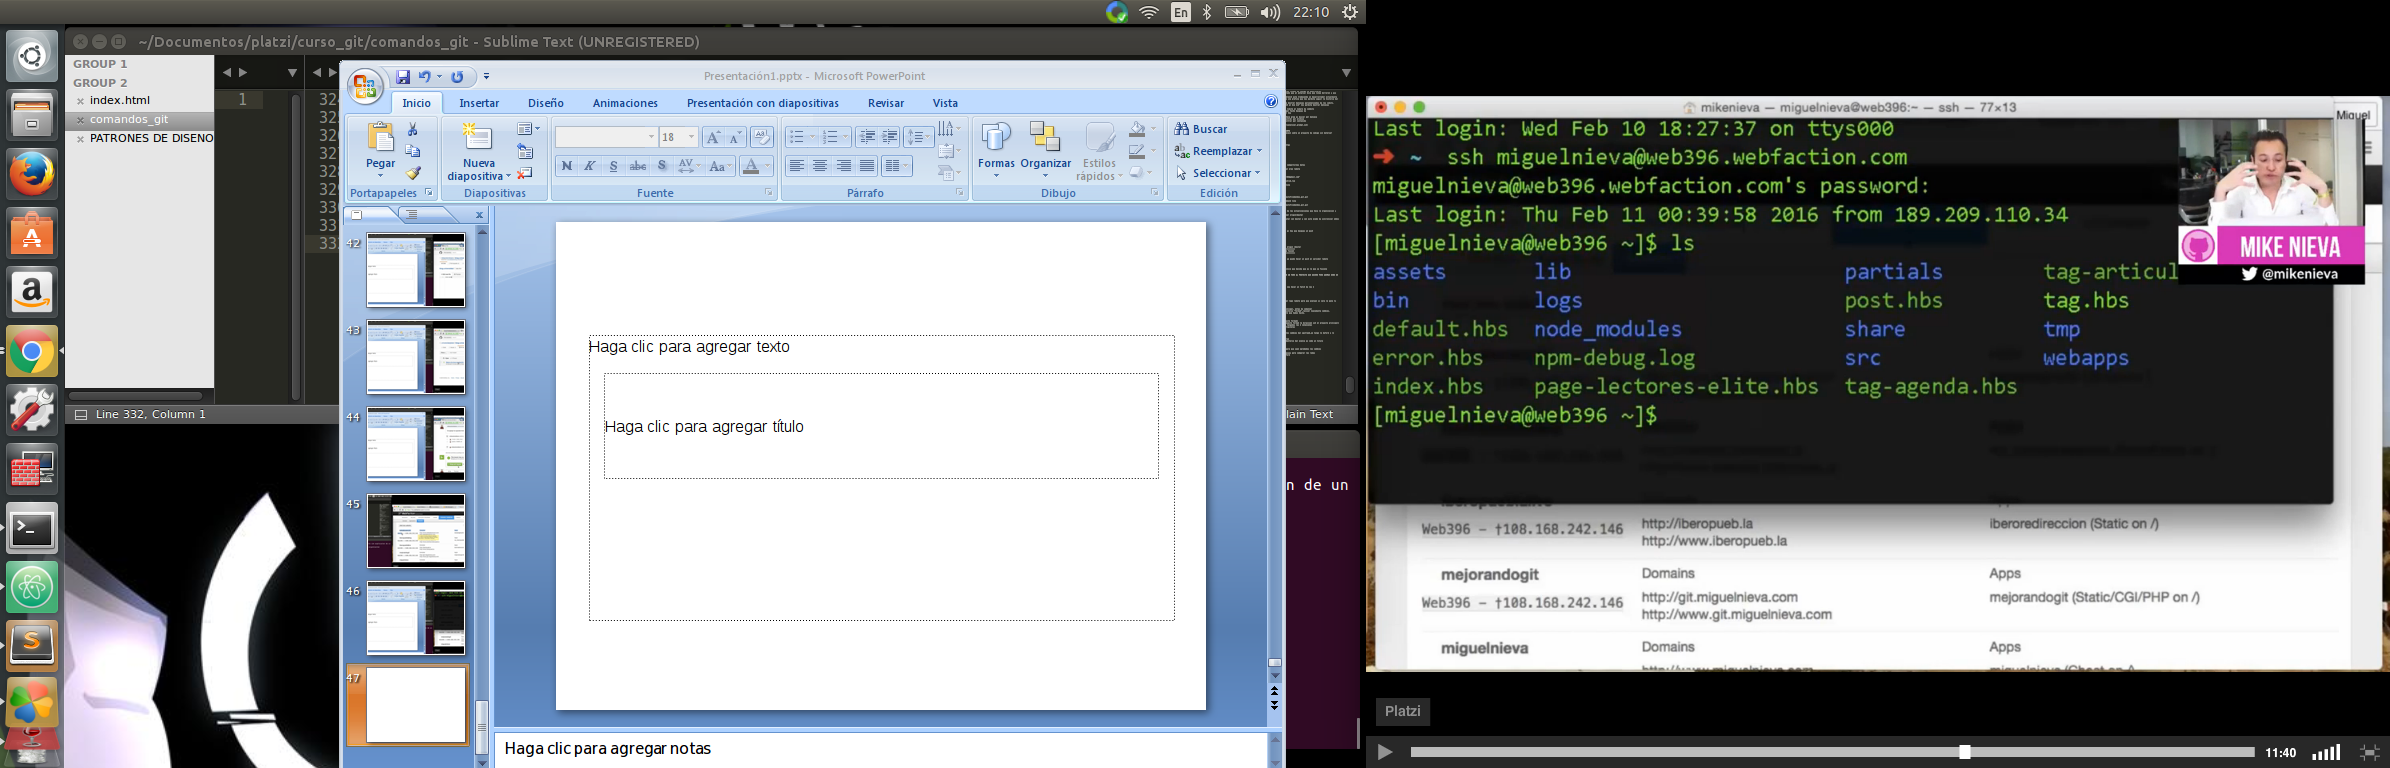 En
22:10
~/Documentos/platzi/curso_git/comandos_git - Sublime Text (UNREGISTERED)
GROUP 1
GROUP 2
index.html
comandos_git
PATRONES DE DISENO
1
Line 332, Column 1
lain Text
n de un
Presentación1.pptx - Microsoft PowerPoint
Inicio
Insertar
Diseño
Animaciones
Presentación con diapositivas
Revisar
Vista
Pegar
Portapapeles
Nueva
diapositiva
Diapositivas
18
N K S abc S AV Aa A
Fuente
Párrafo
Formas
Organizar
Estilos
rápidos
Dibujo
Buscar
Reemplazar
Seleccionar
Edición
42
43
44
45
46
47
Haga clic para agregar texto
Haga clic para agregar título
Haga clic para agregar notas
mikenieva — miguelnieva@web396:~ — ssh — 77×13
Miguel
Last login: Wed Feb 10 18:27:37 on ttys000
➜ ~ ssh miguelnieva@web396.webfaction.com
miguelnieva@web396.webfaction.com's password:
Last login: Thu Feb 11 00:39:58 2016 from 189.209.110.34
[miguelnieva@web396 ~]$ ls
assets lib partials tag-articul
bin logs post.hbs tag.hbs
default.hbs node_modules share tmp
error.hbs npm-debug.log src webapps
index.hbs page-lectores-elite.hbs tag-agenda.hbs
[miguelnieva@web396 ~]$
MIKE NIEVA
@mikenieva
Web396 - †108.168.242.146
http://iberopueb.la
http://www.iberopueb.la
iberoredireccion (Static on /)
mejorandogit
Domains
Apps
Web396 - †108.168.242.146
http://git.miguelnieva.com
http://www.git.miguelnieva.com
mejorandogit (Static/CGI/PHP on /)
miguelnieva
Domains
Apps
Platzi
11:40